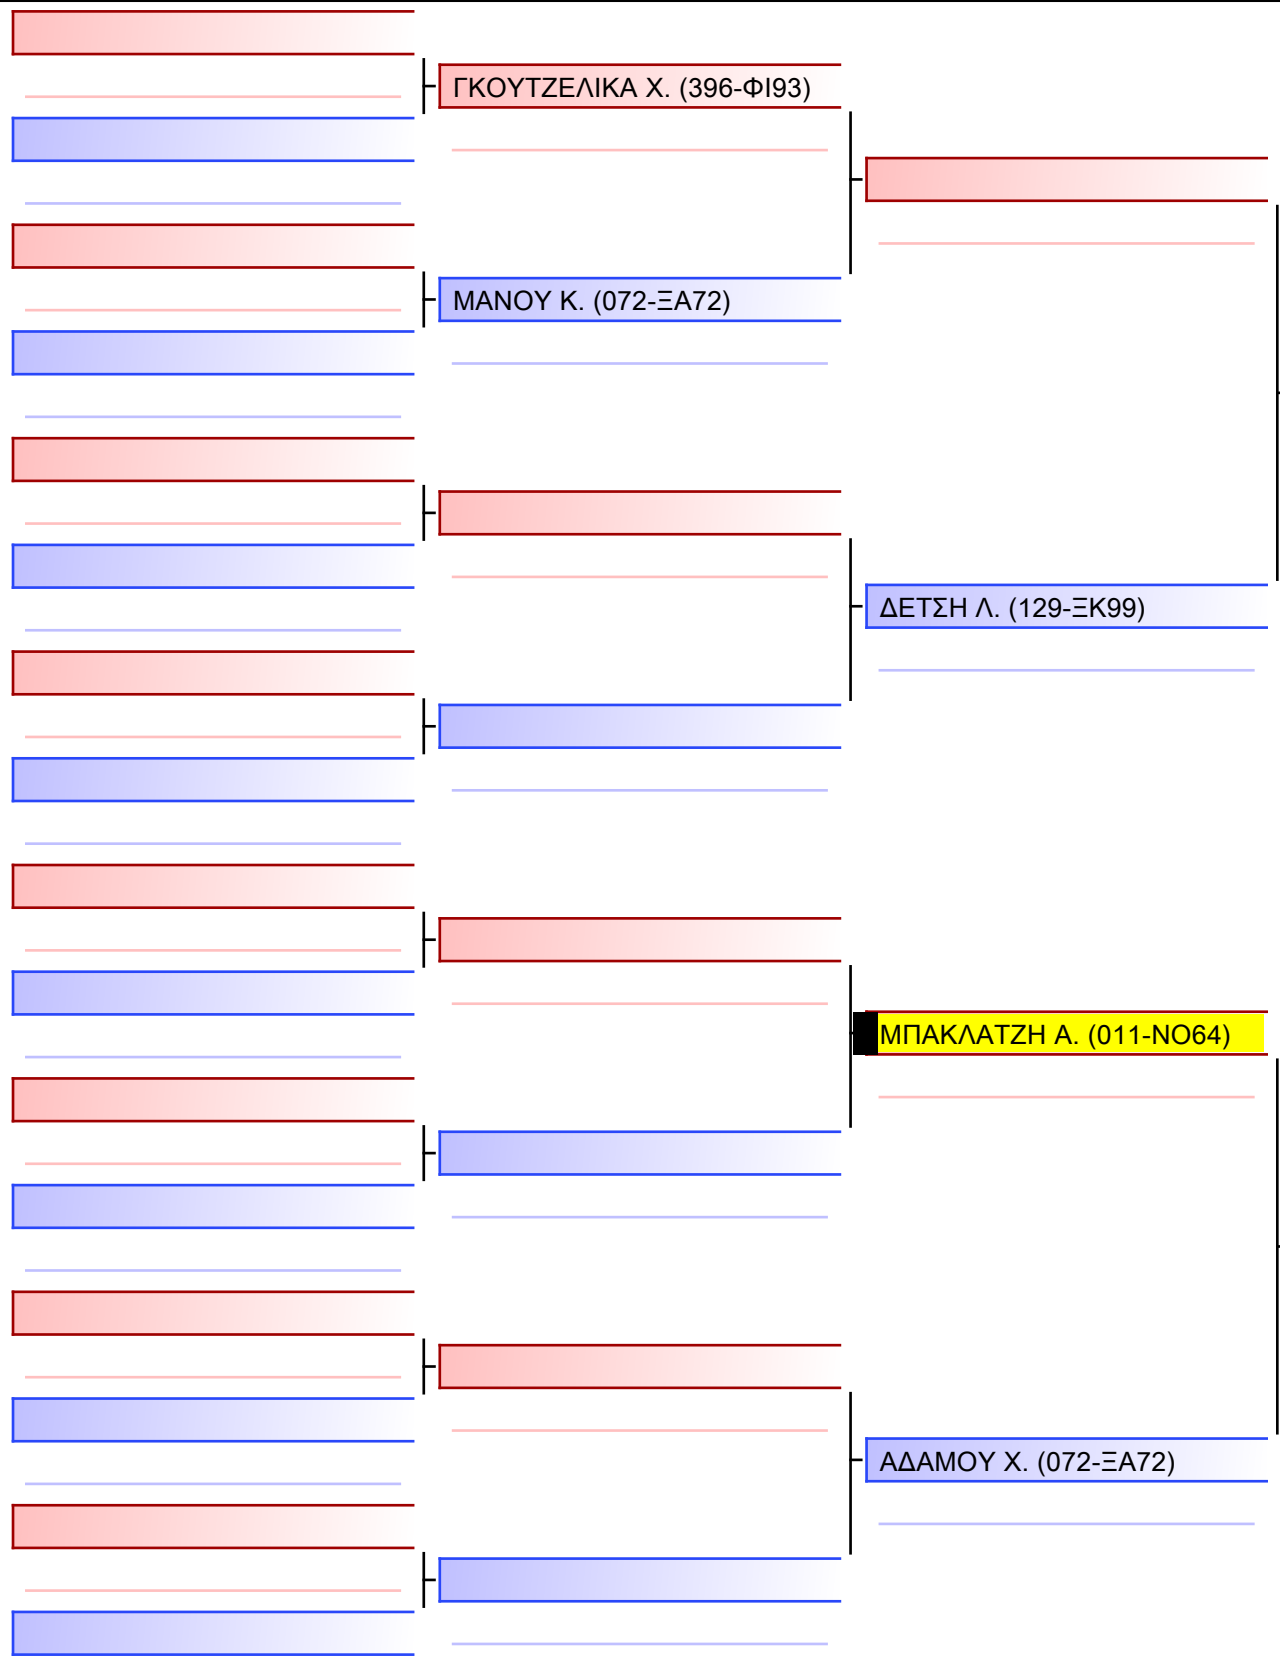 ΓΚΟΥΤΖΕΛΙΚΑ Χ. (396-ΦΙ93)
ΜΑΝΟΥ Κ. (072-ΞΑ72)
ΔΕΤΣΗ Λ. (129-ΞΚ99)
ΜΠΑΚΛΑΤΖΗ Α. (011-ΝΟ64)
ΑΔΑΜΟΥ Χ. (072-ΞΑ72)